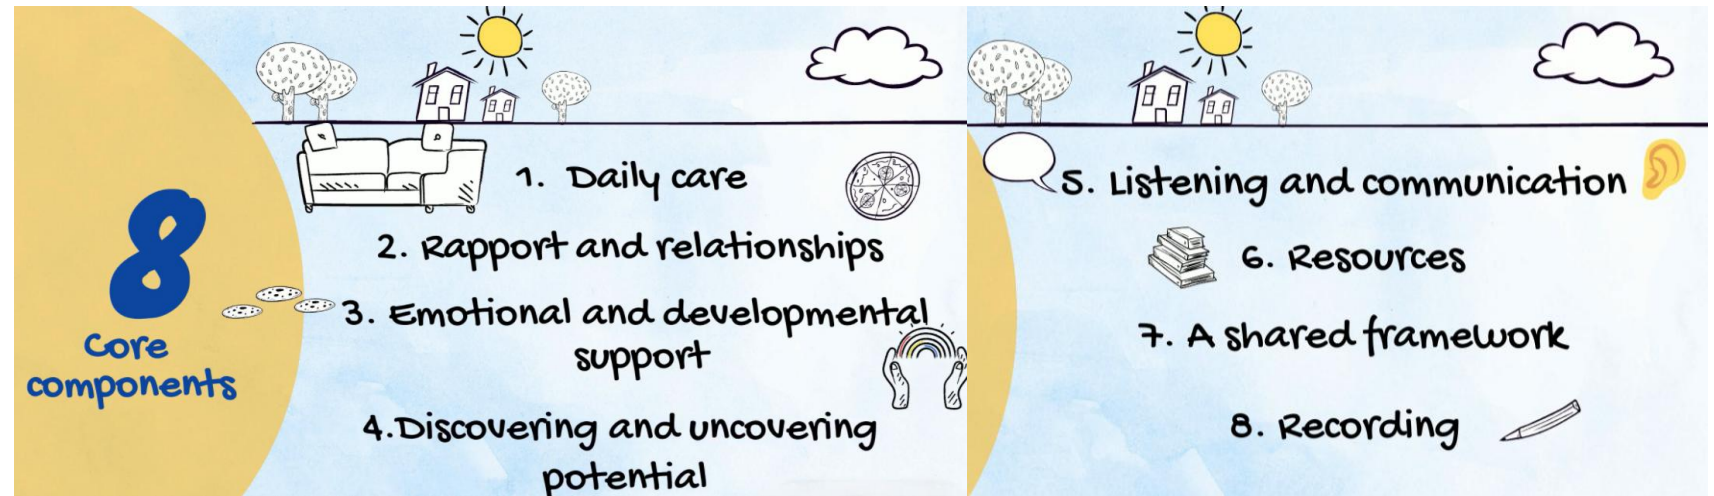 8
Core
components
1. Daily care
2. Rapport and relationships
3. Emotional and developmental
support
4.Discovering and uncovering
potential
5. Listening and communication
6. Resources
7. A shared framework
8. Recording